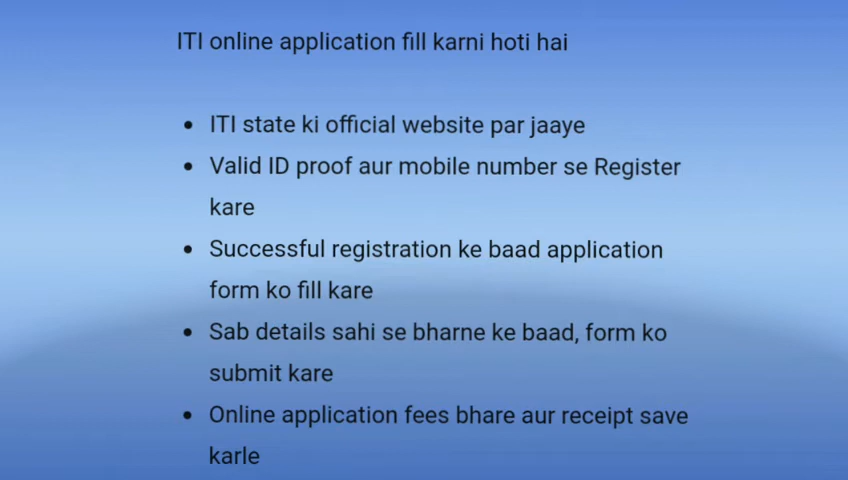 ITI online application fill karni hoti hai
• ITI state ki official website par jaaye
• Valid ID proof aur mobile number se Register
kare
• Successful registration ke baad application
form ko fill kare
• Sab details sahi se bharne ke baad, form ko
submit kare
• Online application fees bhare aur receipt save
karle